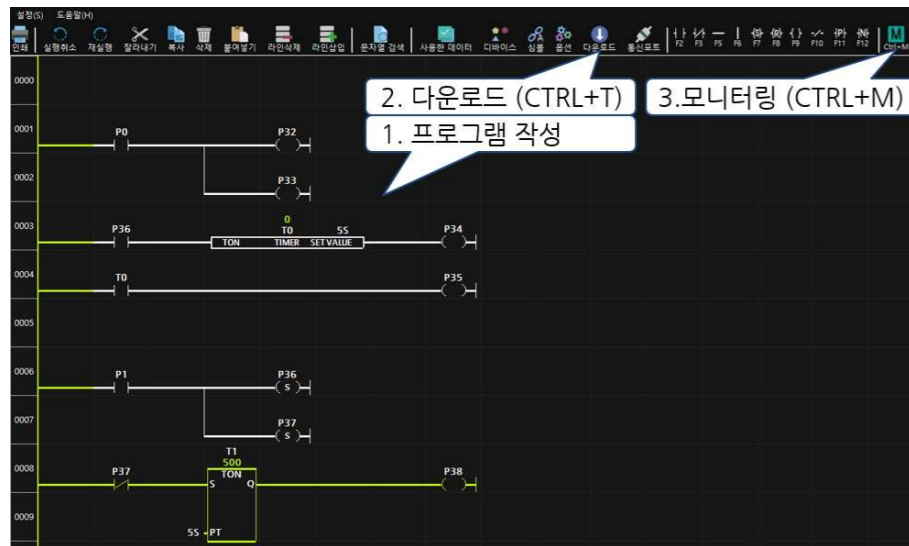 설정(S) 도움말(H)
인쇄 실행취소 재실행 잘라내기 복사 삭제 붙여넣기 라인삭제 라인삽입 문자열 검색 사용한 데이터 디바이스 심볼 옵션 다운로드 통신포트 F2 F3 F5 F6 F7 F8 F9 F10 F11 F12 Ctrl+M
2. 다운로드 (CTRL+T) 3.모니터링 (CTRL+M)
1. 프로그램 작성
0000
0001 P0 P32
0002 P33
0003 P36 0 T0 5S P34
TON TIMER SET VALUE
0004 T0 P35
0005
0006 P1 P36
S
0007 P37
S
T1
500
0008 P37 TON P38
S Q
0009
5S PT